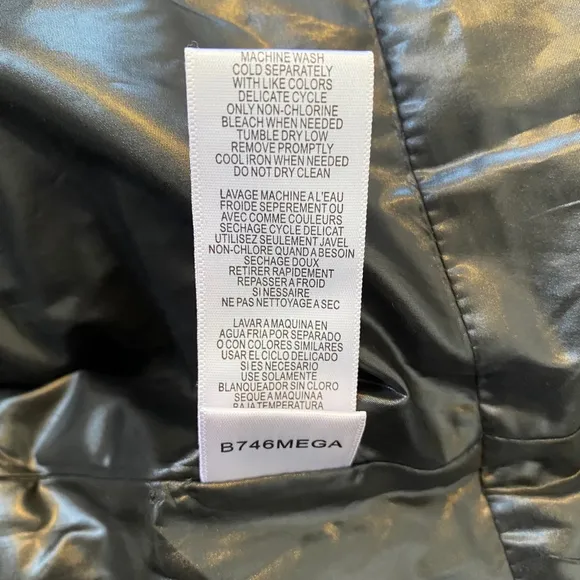 MACHINE WASH
COLD SEPARATELY
WITH LIKE COLORS
DELICATE CYCLE
ONLY NON-CHLORINE
BLEACH WHEN NEEDED
TUMBLE DRY LOW
REMOVE PROMPTLY
COOL IRON WHEN NEEDED
DO NOT DRY CLEAN
LAVAGE MACHINE A L'EAU
FROIDE SEPEREMENT OU
AVEC COMME COULEURS
SECHAGE CYCLE DELICAT
UTILISEZ SEULEMENT JAVEL
NON-CHLORE QUAND A BESOIN
SECHAGE DOUX
RETIRER RAPIDEMENT
REPASSER A FROID
SI NESSAIRE
NE PAS NETTOYAGE A SEC
LAVAR A MAQUINA EN
AGUA FRIA POR SEPARADO
O CON COLORES SIMILARES
USAR EL CICLO DELICADO
SI ES NECESARIO
USE SOLAMENTE
BLANQUEADOR SIN CLORO
SEQUE A MAQUINAA
BAJA TEMPERATURA
B746MEGA